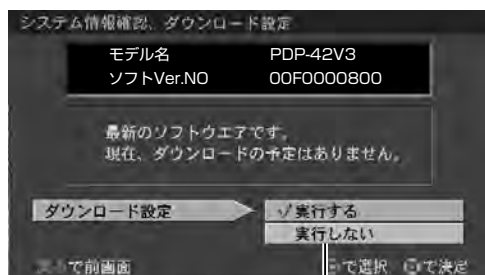 システム情報確認、ダウンロード設定
モデル名 PDP-42V3
ソフトVer.NO 00F0000800
最新のソフトウエアです。
現在、ダウンロードの予定はありません。
ダウンロード設定 √実行する
実行しない
で前画面 で選択 で決定